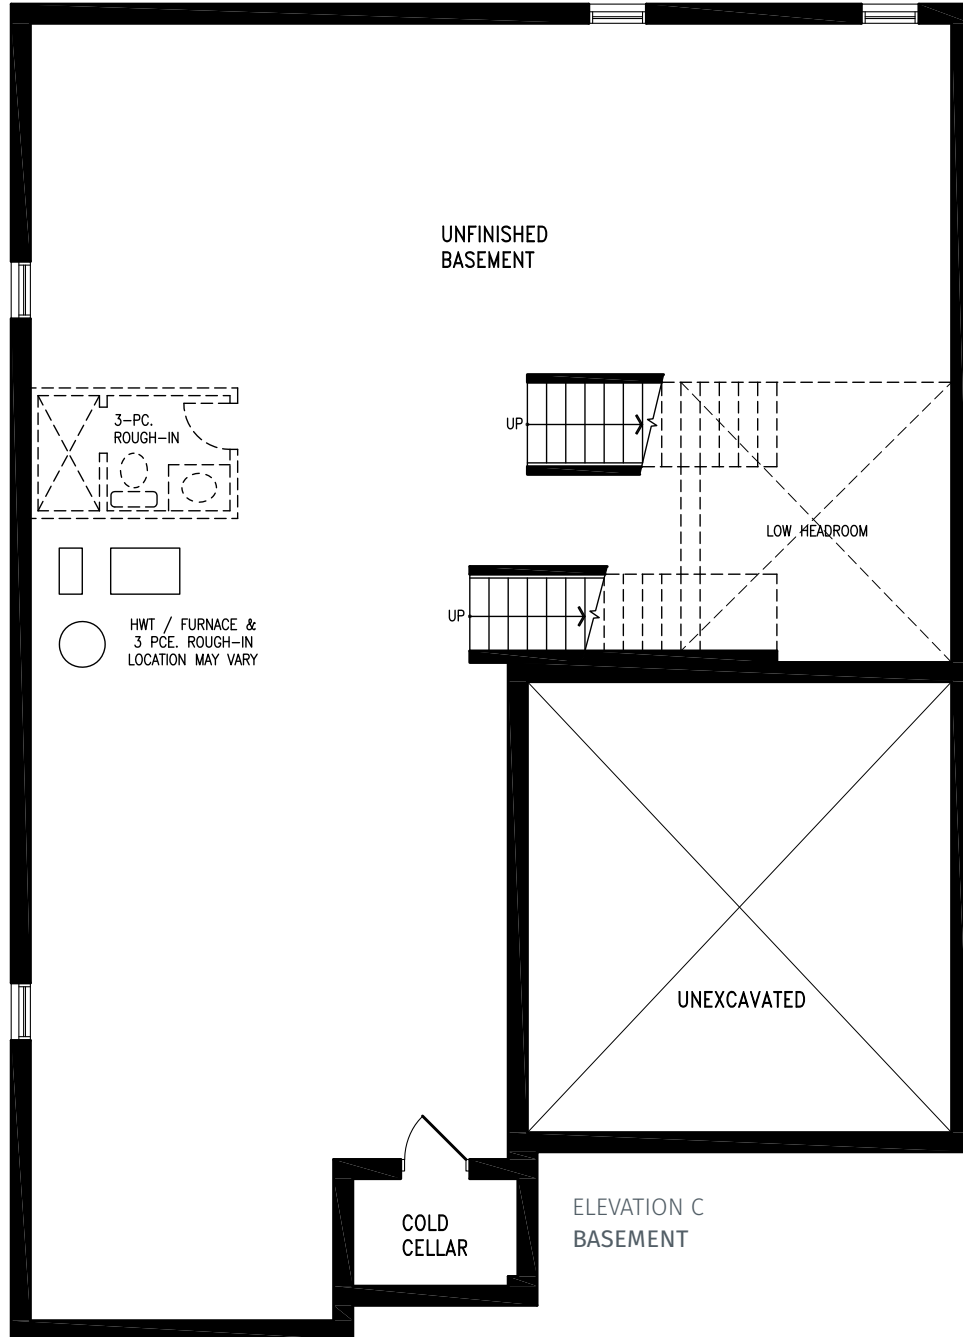 UNFINISHED
BASEMENT
3-PC.
ROUGH-IN
UP
LOW HEADROOM
UP
HWT / FURNACE &
3 PCE. ROUGH-IN
LOCATION MAY VARY
UNEXCAVATED
COLD
CELLAR
ELEVATION C
BASEMENT